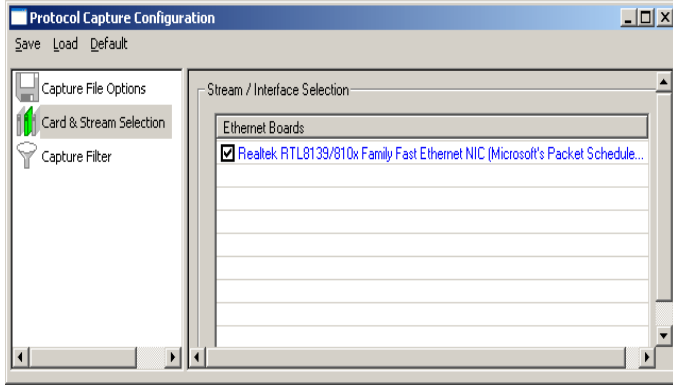 Protocol Capture Configuration
Save Load Default
Capture File Options
Card & Stream Selection
Capture Filter
Stream / Interface Selection
Ethernet Boards
Realtek RTL8139/810x Family Fast Ethernet NIC (Microsoft's Packet Schedule...